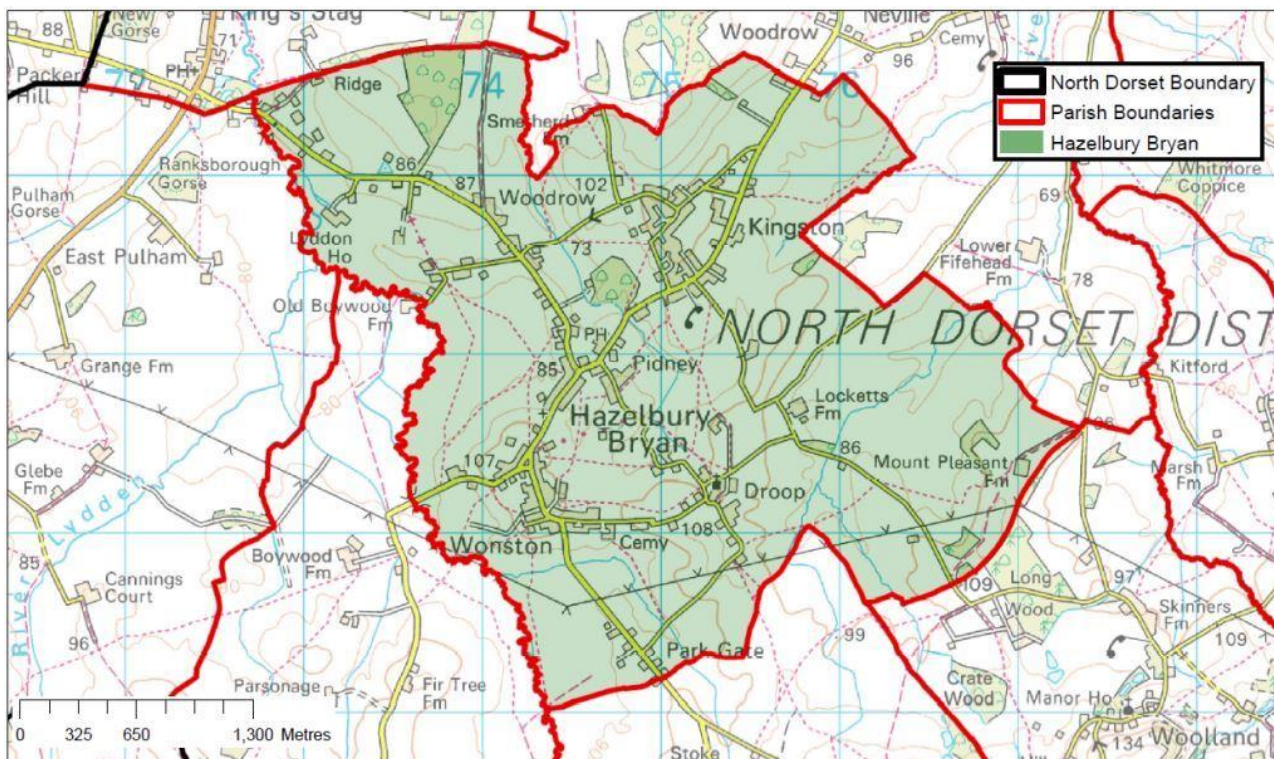 New
Gorse
King's Stag
Neville
Woodrow
Cemy
96
88
71
Packers
Hill
77
PH
Ridge
74
75
76
North Dorset Boundary
Parish Boundaries
Hazelbury Bryan
Smetherd
Fm
Ranksborough
Gorse
86
87
102
Woodrow
Whitmore
Coppice
69
Pulham
Gorse
Lyddon
Ho
73
Kingston
East Pulham
80
Lower
Fifehead
Fm
78
Old Boywood
Fm
NORTH DORSET DIST
PH
Grange Fm
85
Pidney
Kitford
Locketts
Fm
Hazelbury
Bryan
107
86
Mount Pleasant
Fm
Marsh
Fm
Glebe
Fm
Droop
108
Wonston
Cemy
River Lydden
85
Boywood
Fm
Cannings
Court
109
Long
Wood
97
Skinners
Fm
109
96
99
Park Gate
Parsonage
Fir Tree
Fm
Crate
Wood
Manor Ho
134
Woolland
Stoke
0 325 650 1,300 Metres